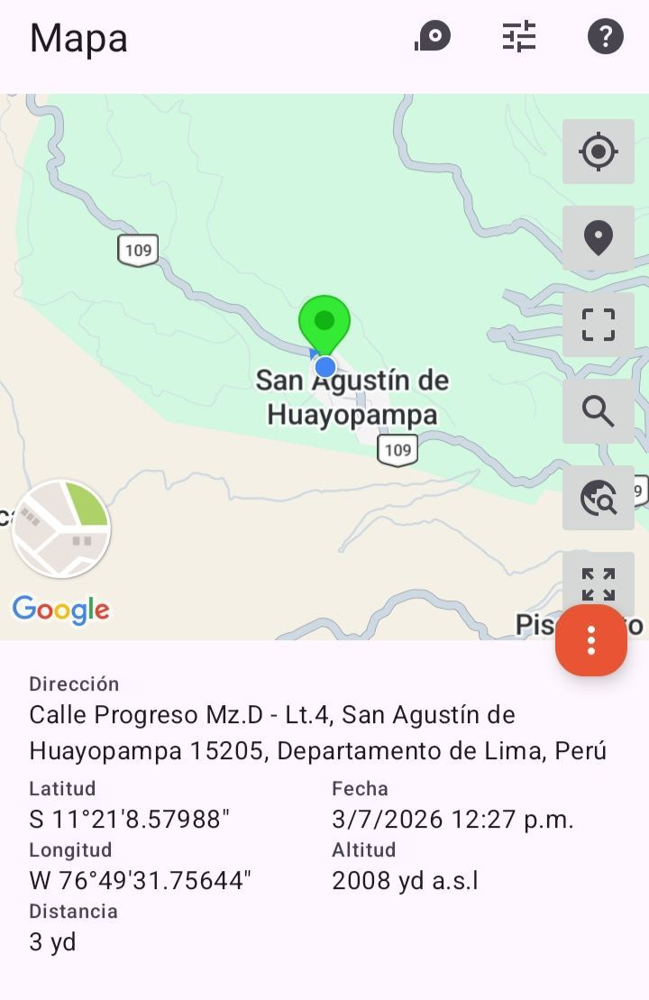 Mapa
109
San Agustín de
Huayopampa
109
9
Google
Dirección
Calle Progreso Mz.D - Lt.4, San Agustín de
Huayopampa 15205, Departamento de Lima, Perú
Latitud
S 11°21'8.57988"
Fecha
3/7/2026 12:27 p.m.
Longitud
W 76°49'31.75644"
Altitud
2008 yd a.s.l
Distancia
3 yd